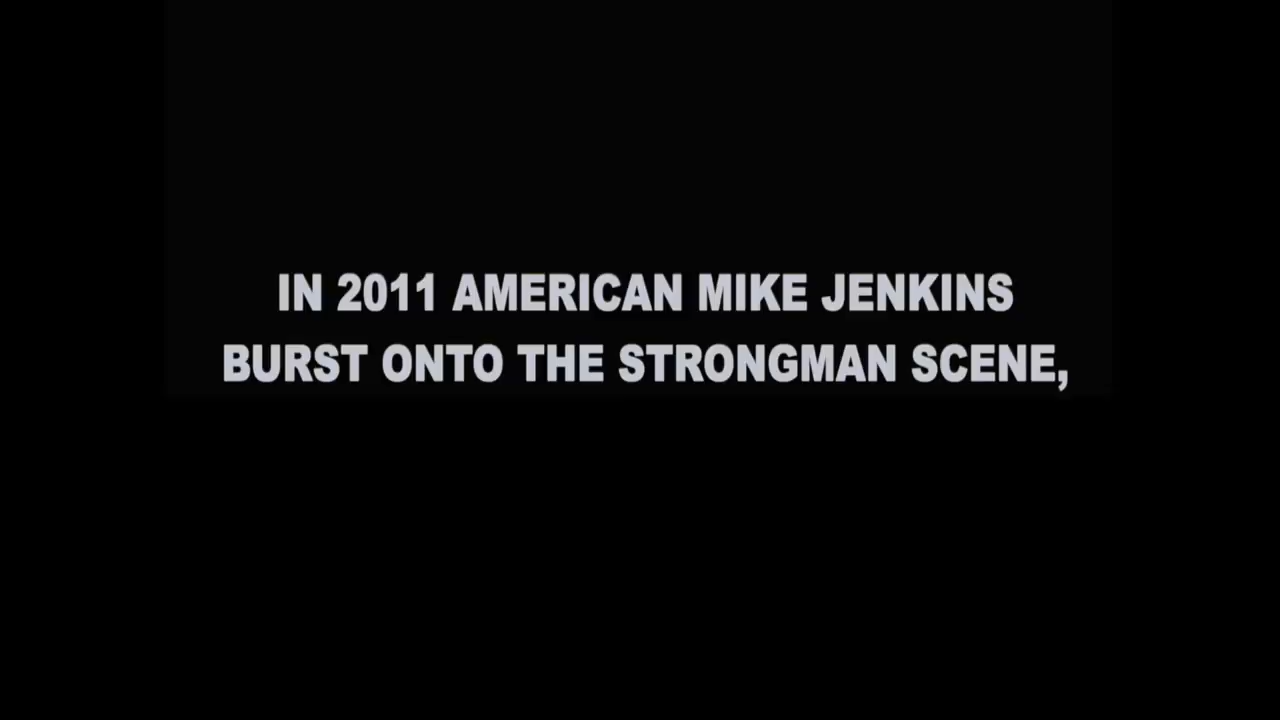 IN 2011 AMERICAN MIKE JENKINS
BURST ONTO THE STRONGMAN SCENE,